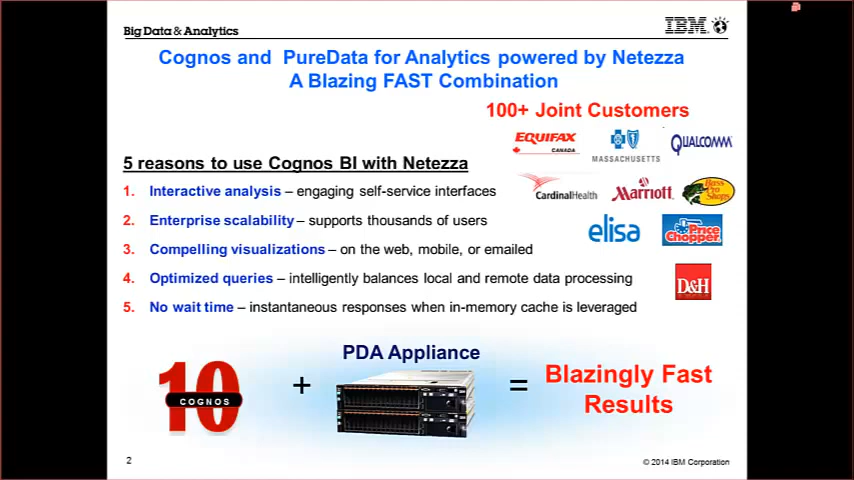 Big Data & Analytics
IBM
Cognos and PureData for Analytics powered by Netezza
A Blazing FAST Combination
100+ Joint Customers
EQUIFAX
CANADA
MASSACHUSETTS
QUALCOMM
5 reasons to use Cognos BI with Netezza
CardinalHealth
Marriott
Bass Pro Shops
1. Interactive analysis – engaging self-service interfaces
2. Enterprise scalability – supports thousands of users
elisa
Price Chopper
3. Compelling visualizations – on the web, mobile, or emailed
4. Optimized queries – intelligently balances local and remote data processing
D&H
5. No wait time – instantaneous responses when in-memory cache is leveraged
PDA Appliance
10
COGNOS
+
=
Blazingly Fast
Results
2
© 2014 IBM Corporation